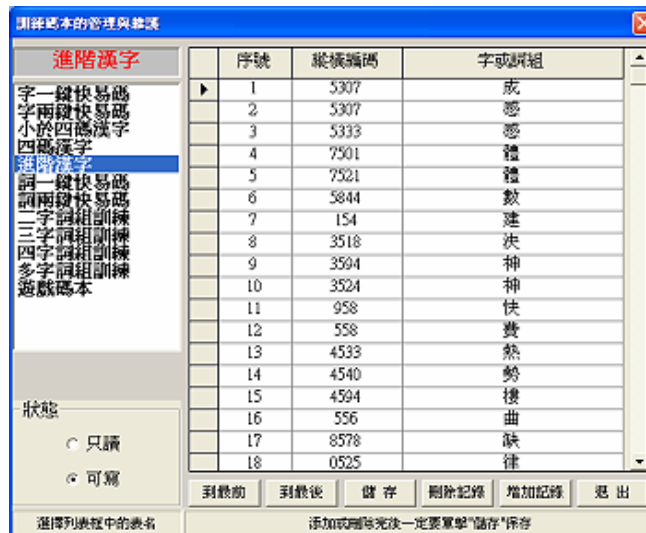 訓練碼本的管理與維護
進階漢字
字一鍵快易碼
字兩鍵快易碼
小於四碼漢字
四碼漢字
進階漢字
詞一鍵快易碼
詞兩鍵快易碼
二字詞組訓練
三字詞組訓練
四字詞組訓練
多字詞組訓練
遊戲碼本
狀態
只讀
可寫
選擇列表框中的表名
序號 縱橫編碼 字或詞組
1 5307 成
2 5307 感
3 5333 感
4 7501 體
5 7521 體
6 5844 數
7 154 建
8 3518 決
9 3594 神
10 3524 神
11 958 快
12 558 費
13 4533 熱
14 4540 勢
15 4594 樓
16 556 曲
17 8578 缺
18 0525 律
到最前 到最後 儲存 刪除記錄 增加記錄 退出
添加或刪除完後一定要單擊"儲存"保存